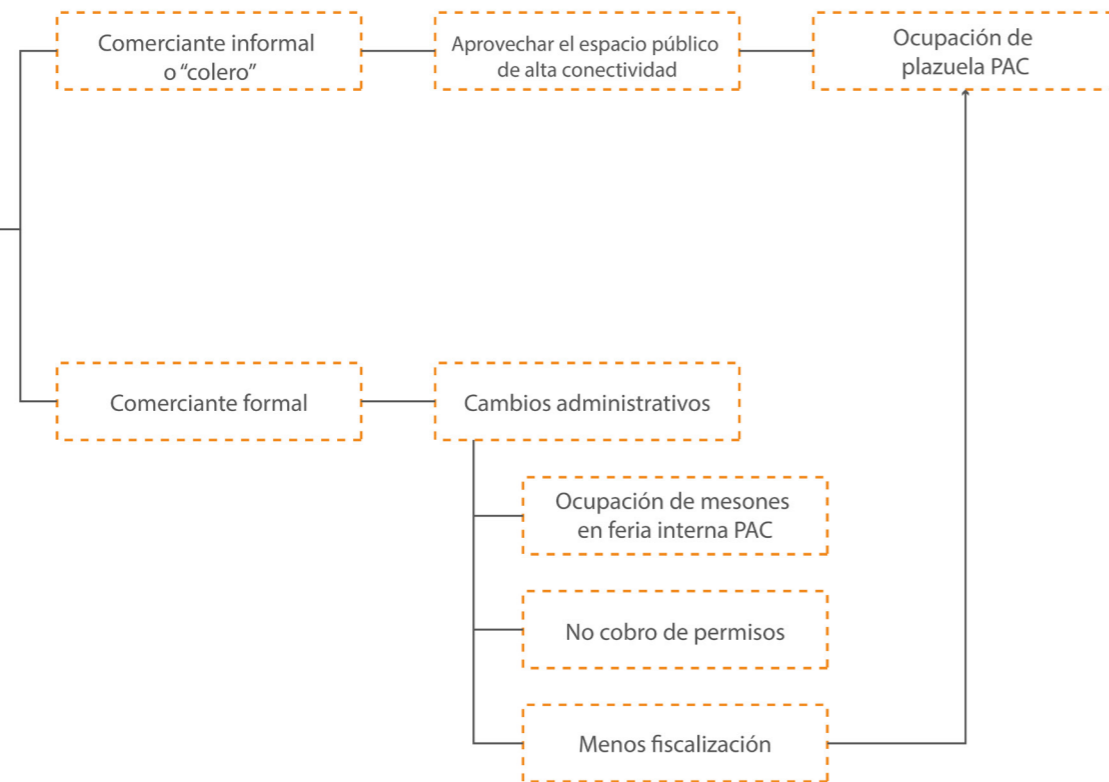 Comerciante informal
o “colero”
Aprovechar el espacio público
de alta conectividad
Ocupación de
plazuela PAC
Comerciante formal
Cambios administrativos
Ocupación de mesones
en feria interna PAC
No cobro de permisos
Menos fiscalización